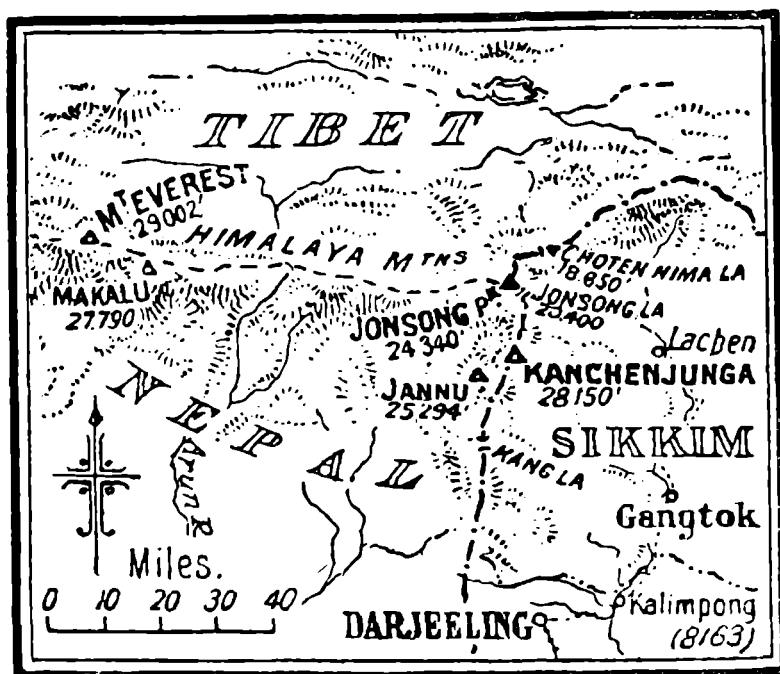 TIBET
MT EVEREST
29002'
HIMALAYA MTNS
MAKALU
27790
CHOTEN NIMA LA
18650'
JONSONG PK
24340'
JONSONG LA
Lachen
KANCHENJUNGA
28150'
JANNU
25294'
NEPAL
SIKKIM
KANG LA
Arun R.
Gangtok
Miles.
0 10 20 30 40
DARJEELING
Kalimpong
(8163)